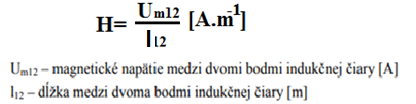 H= Um12 / l12 [A.m-1]
Um12 – magnetické napätie medzi dvomi bodmi indukčnej čiary [A]
l12 – dĺžka medzi dvoma bodmi indukčnej čiary [m]